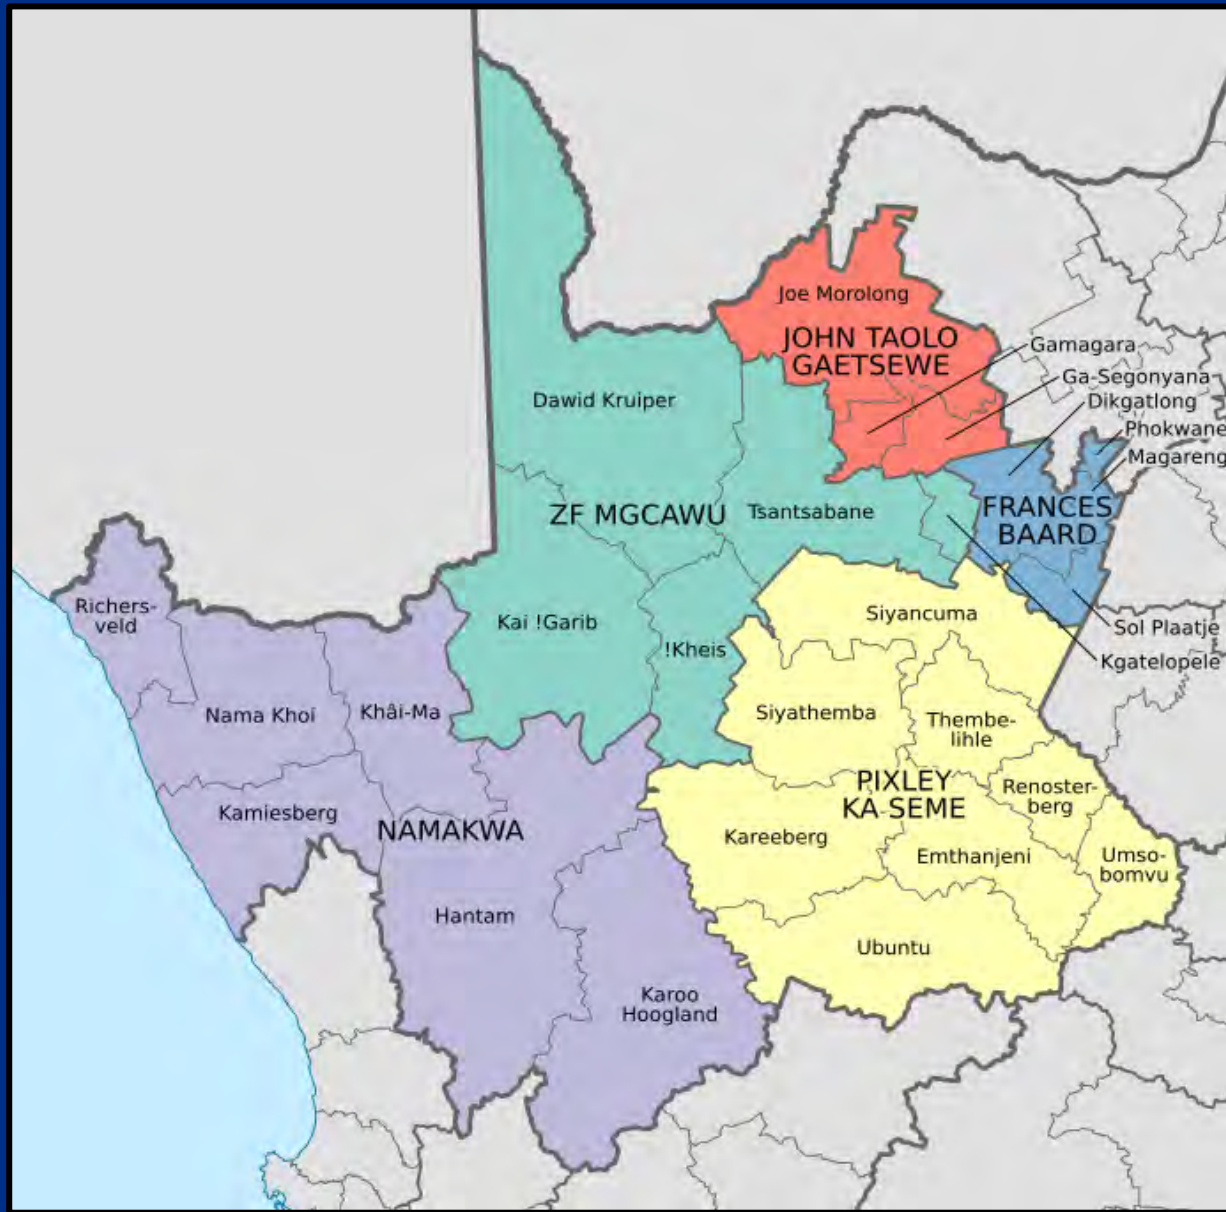 Joe Morolong
JOHN TAOLO
GAETSEWE
Gamagara
Ga-Segonyana
Dikgatlong
Phokwane
Magareng
Dawid Kruiper
ZF MGCAWU
Tsantsabane
FRANCES
BAARD
Richers-
veld
Kai !Garib
!Kheis
Siyancuma
Sol Plaatje
Kgatelopele
Nama Khoi
Khâi-Ma
Siyathemba
Thembe-
lihle
PIXLEY
KA SEME
Renoster-
berg
Kamiesberg
NAMAKWA
Kareeberg
Emthanjeni
Umso-
bomvu
Hantam
Ubuntu
Karoo
Hoogland